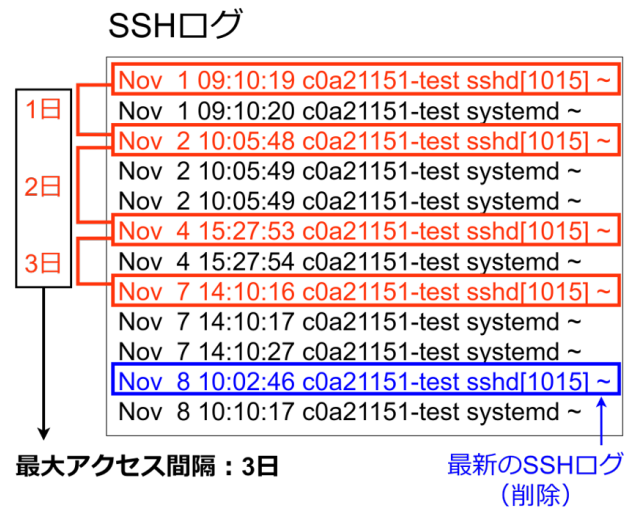 SSHログ
Nov 1 09:10:19 c0a21151-test sshd[1015] ~
Nov 1 09:10:20 c0a21151-test systemd ~
Nov 2 10:05:48 c0a21151-test sshd[1015] ~
Nov 2 10:05:49 c0a21151-test systemd ~
Nov 2 10:05:49 c0a21151-test systemd ~
Nov 4 15:27:53 c0a21151-test sshd[1015] ~
Nov 4 15:27:54 c0a21151-test systemd ~
Nov 7 14:10:16 c0a21151-test sshd[1015] ~
Nov 7 14:10:17 c0a21151-test systemd ~
Nov 7 14:10:27 c0a21151-test systemd ~
Nov 8 10:02:46 c0a21151-test sshd[1015] ~
Nov 8 10:10:17 c0a21151-test systemd ~
1日
2日
3日
最大アクセス間隔：3日
最新のSSHログ
（削除）